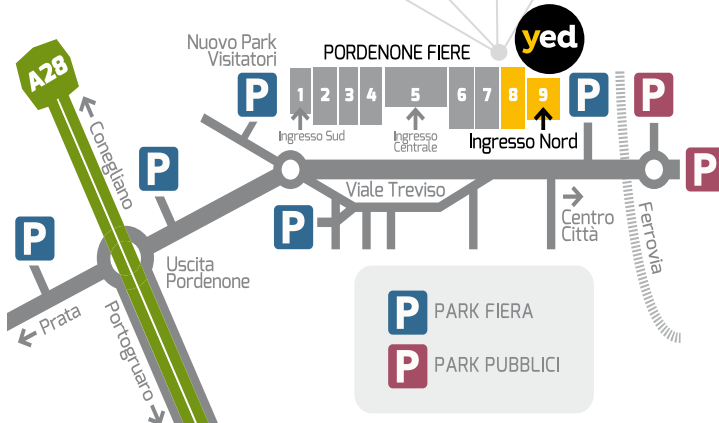 A28
Conegliano
Nuovo Park
Visitatori
PORDENONE FIERE
yed
P
1
2
3
4
5
6
7
8
9
P
P
Ingresso Sud
Ingresso
Centrale
Ingresso Nord
P
P
Viale Treviso
P
P
Centro
Città
Ferrovia
Uscita
Pordenone
Prata
Portogruaro
P PARK FIERA
P PARK PUBBLICI